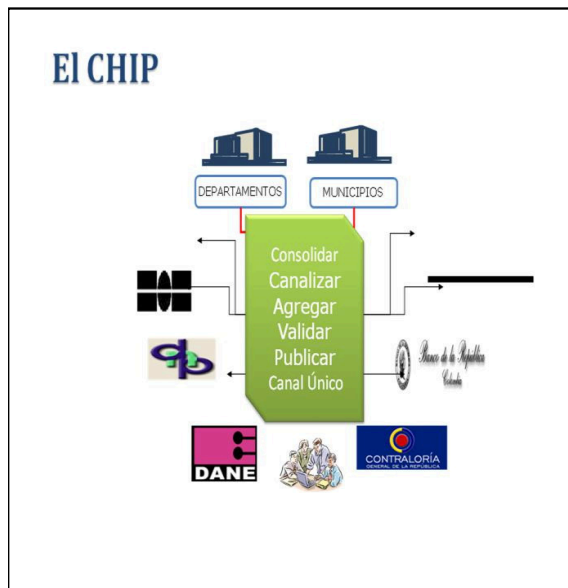 El CHIP
DEPARTAMENTOS
MUNICIPIOS
Consolidar
Canalizar
Agregar
Validar
Publicar
Canal Único
Banco de la República
Colombia
DANE
CONTRALORÍA
GENERAL DE LA REPÚBLICA